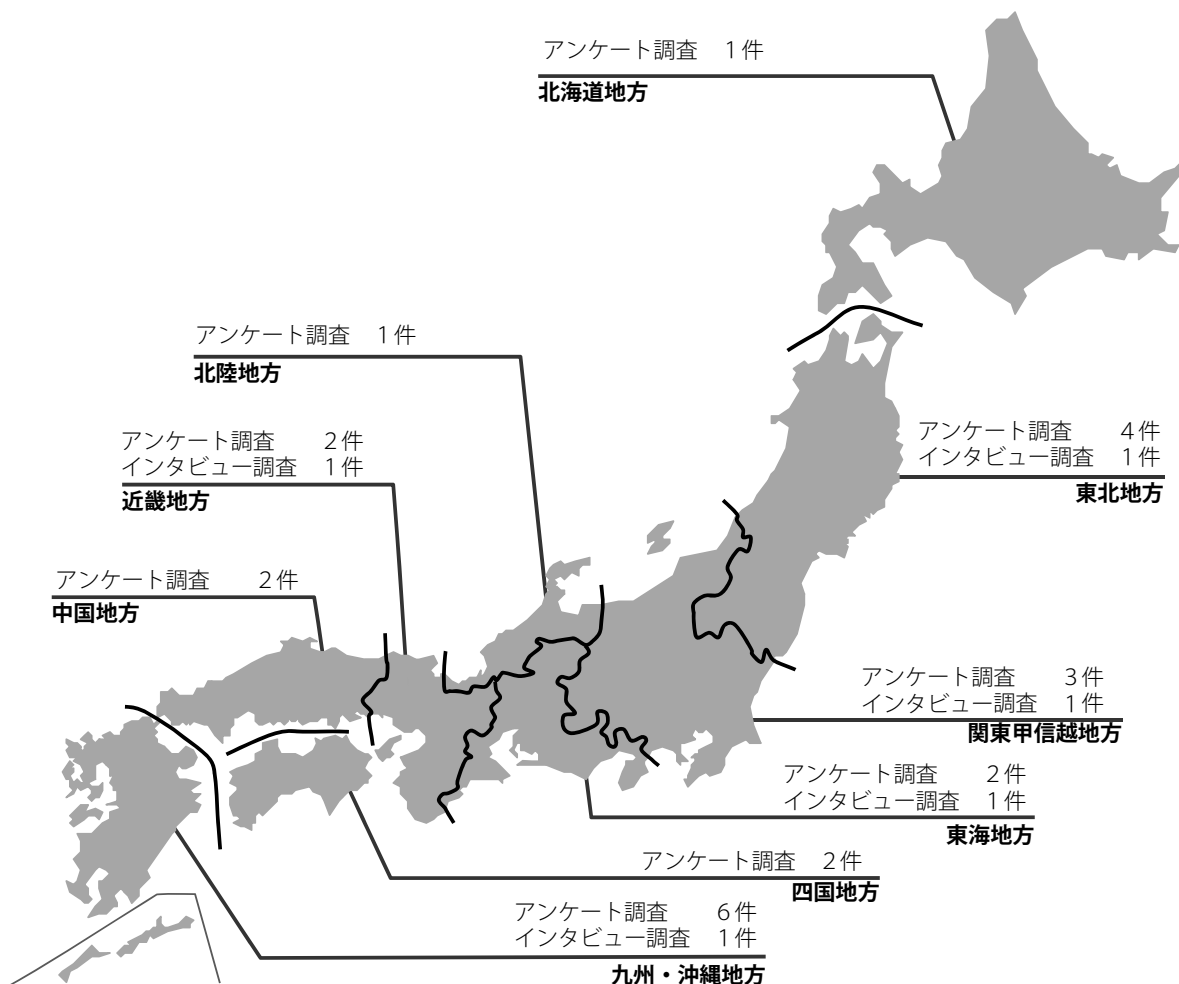 アンケート調査 1件
北海道地方
アンケート調査 1件
北陸地方
アンケート調査 2件
インタビュー調査 1件
近畿地方
アンケート調査 4件
インタビュー調査 1件
東北地方
アンケート調査 2件
中国地方
アンケート調査 3件
インタビュー調査 1件
関東甲信越地方
アンケート調査 2件
インタビュー調査 1件
東海地方
アンケート調査 2件
四国地方
アンケート調査 6件
インタビュー調査 1件
九州・沖縄地方